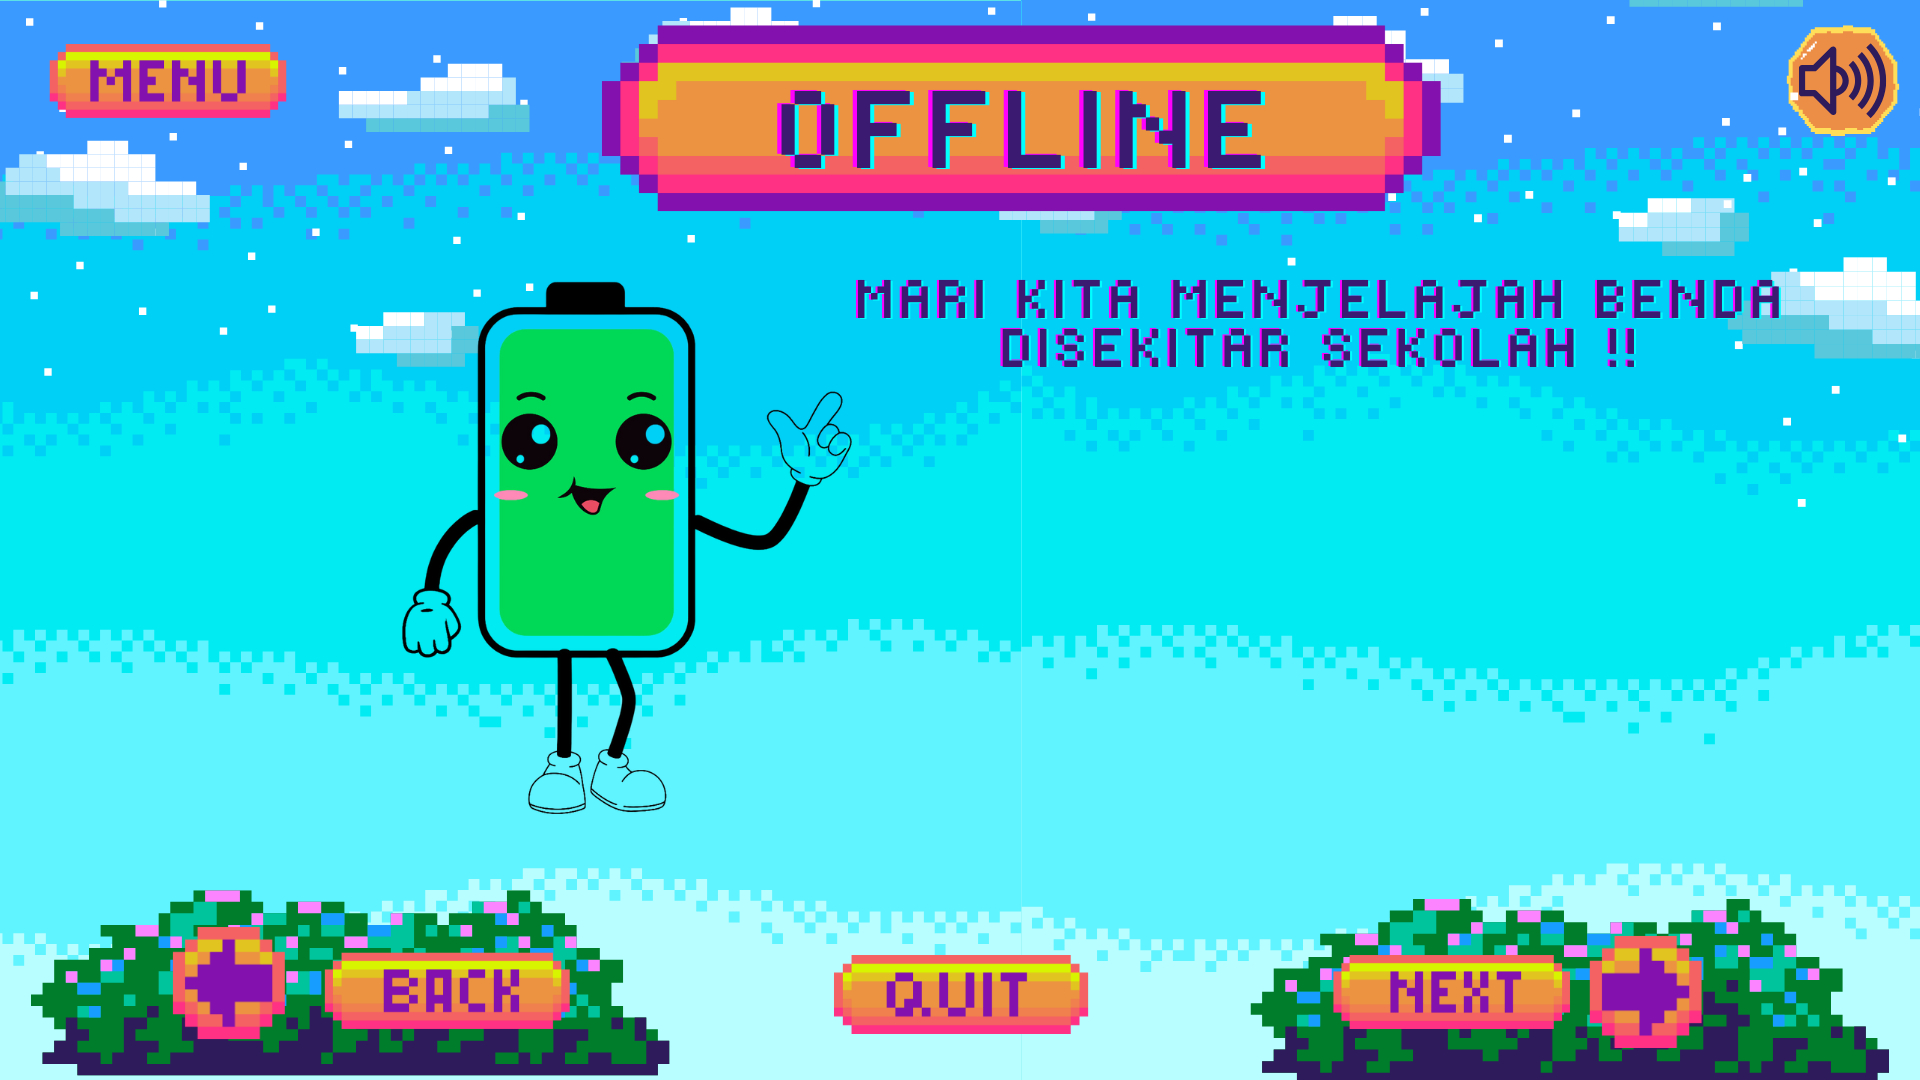 MENU
OFFLINE
MARI KITA MENJELAJAH BENDA
DISEKITAR SEKOLAH !!
BACK
QUIT
NEXT